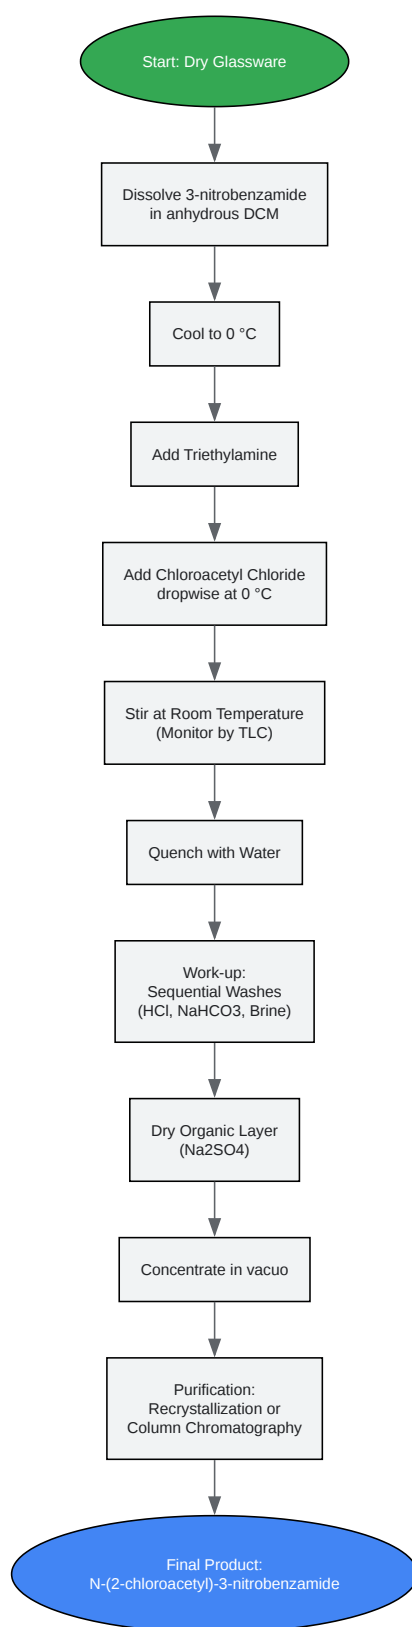 Start: Dry Glassware
Dissolve 3-nitrobenzamide
in anhydrous DCM
Cool to 0 °C
Add Triethylamine
Add Chloroacetyl Chloride
dropwise at 0 °C
Stir at Room Temperature
(Monitor by TLC)
Quench with Water
Work-up:
Sequential Washes
(HCl, NaHCO3, Brine)
Dry Organic Layer
(Na2SO4)
Concentrate in vacuo
Purification:
Recrystallization or
Column Chromatography
Final Product:
N-(2-chloroacetyl)-3-nitrobenzamide